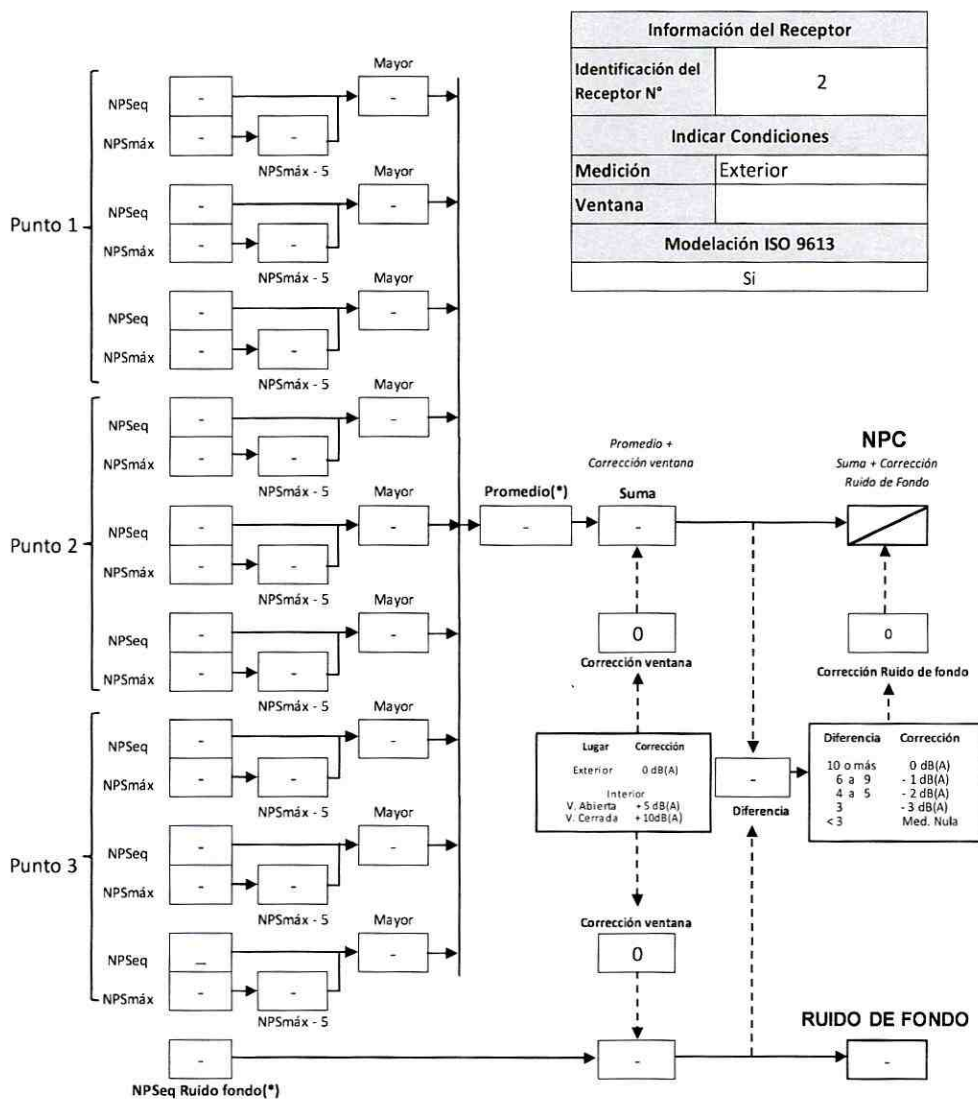 Información del Receptor
Identificación del Receptor N°
2
Indicar Condiciones
Medición
Exterior
Ventana
Modelación ISO 9613
Si
Punto 1
Mayor
NPSeq
-
-
NPSmáx
-
-
NPSmáx - 5
Mayor
NPSeq
-
-
NPSmáx
-
-
NPSmáx - 5
Mayor
NPSeq
-
-
NPSmáx
-
-
NPSmáx - 5
Punto 2
Mayor
NPSeq
-
-
NPSmáx
-
-
NPSmáx - 5
Mayor
NPSeq
-
-
NPSmáx
-
-
NPSmáx - 5
Mayor
NPSeq
-
-
NPSmáx
-
-
NPSmáx - 5
Punto 3
Mayor
NPSeq
-
-
NPSmáx
-
-
NPSmáx - 5
Mayor
NPSeq
-
-
NPSmáx
-
-
NPSmáx - 5
Mayor
NPSeq
-
-
NPSmáx
-
-
NPSmáx - 5
Promedio(*)
-
Promedio +
Corrección ventana
Suma
-
0
Corrección ventana
Lugar Corrección
Exterior 0 dB(A)
Interior
V. Abierta + 5 dB(A)
V. Cerrada + 10dB(A)
Corrección ventana
0
NPC
Suma + Corrección
Ruido de Fondo
0
Corrección Ruido de fondo
Diferencia Corrección
10 o más 0 dB(A)
6 a 9 - 1 dB(A)
4 a 5 - 2 dB(A)
3 - 3 dB(A)
< 3 Med. Nula
-
Diferencia
RUIDO DE FONDO
-
-
-
NPSeq Ruido fondo(*)